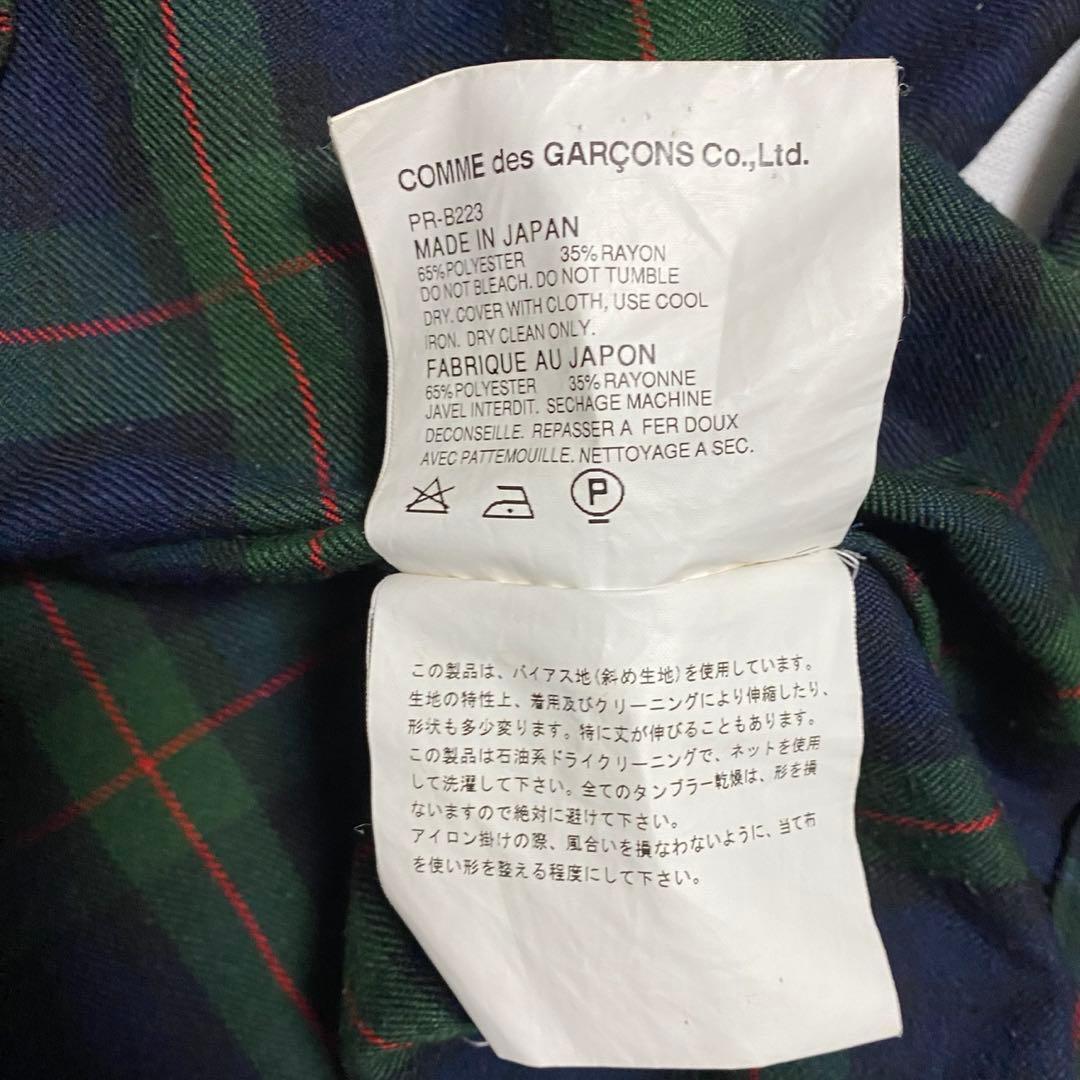 COMME des GARÇONS Co.,Ltd.
PR-B223
MADE IN JAPAN
65%POLYESTER 35%RAYON
DO NOT BLEACH. DO NOT TUMBLE
DRY. COVER WITH CLOTH, USE COOL
IRON. DRY CLEAN ONLY.
FABRIQUE AU JAPON
65%POLYESTER 35%RAYONNE
JAVEL INTERDIT. SECHAGE MACHINE
DECONSEILLE. REPASSER A FER DOUX
AVEC PATTEMOUILLE. NETTOYAGE A SEC.
P
この製品は、バイアス地(斜め生地)を使用しています。
生地の特性上、着用及びクリーニングにより伸縮したり、
形状も多少変ります。特に丈が伸びることもあります。
この製品は石油系ドライクリーニングで、ネットを使用
して洗濯して下さい。全てのタンブラー乾燥は、形を損
ないますので絶対に避けて下さい。
アイロン掛けの際、風合いを損なわないように、当て布
を使い形を整える程度にして下さい。